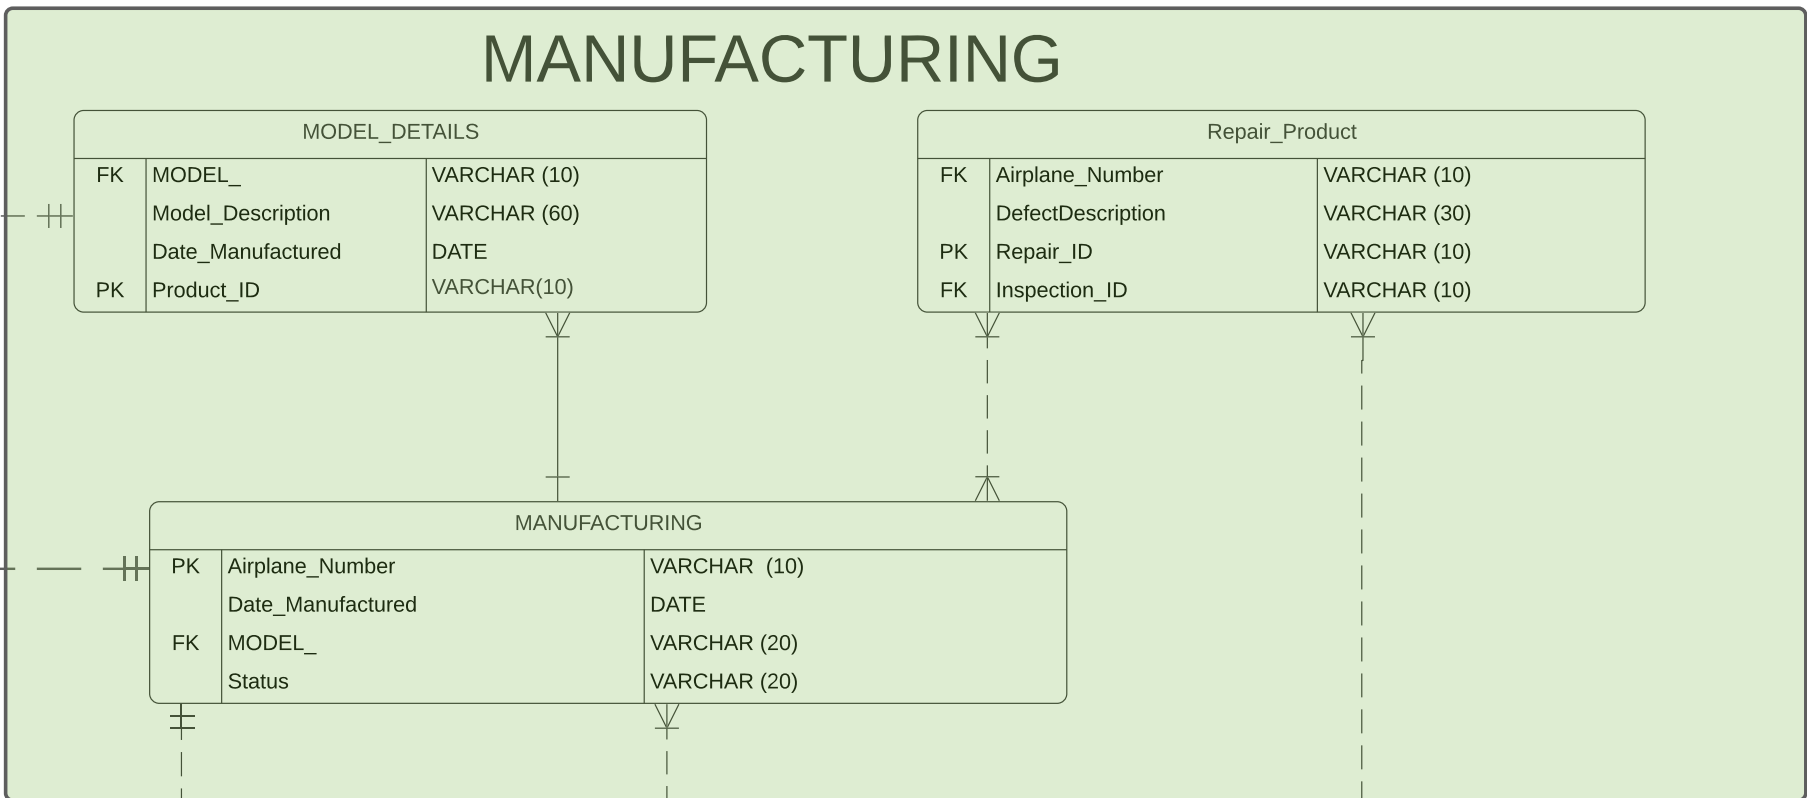 MANUFACTURING
MODEL_DETAILS
FK MODEL_ VARCHAR (10)
Model_Description VARCHAR (60)
Date_Manufactured DATE
PK Product_ID VARCHAR(10)
Repair_Product
FK Airplane_Number VARCHAR (10)
DefectDescription VARCHAR (30)
PK Repair_ID VARCHAR (10)
FK Inspection_ID VARCHAR (10)
MANUFACTURING
PK Airplane_Number VARCHAR  (10)
Date_Manufactured DATE
FK MODEL_ VARCHAR (20)
Status VARCHAR (20)